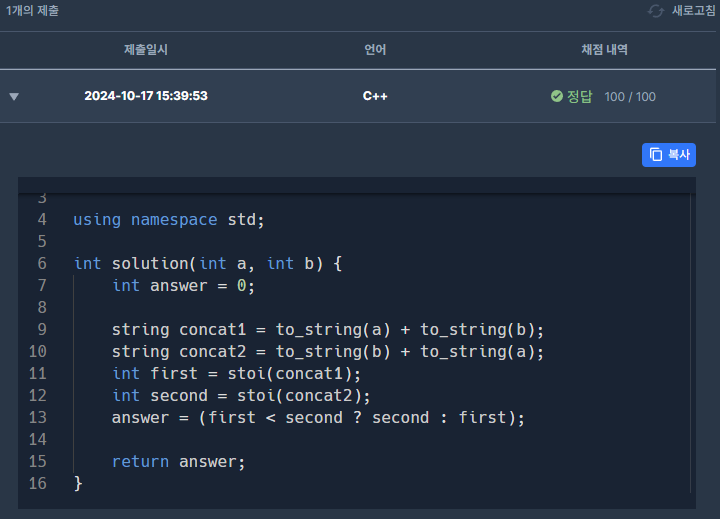 1개의 제출
새로고침
제출일시 언어 채점 내역
2024-10-17 15:39:53 C++ 정답 100 / 100
복사
3
4 using namespace std;
5
6 int solution(int a, int b) {
7 int answer = 0;
8
9 string concat1 = to_string(a) + to_string(b);
10 string concat2 = to_string(b) + to_string(a);
11 int first = stoi(concat1);
12 int second = stoi(concat2);
13 answer = (first < second ? second : first);
14
15 return answer;
16 }